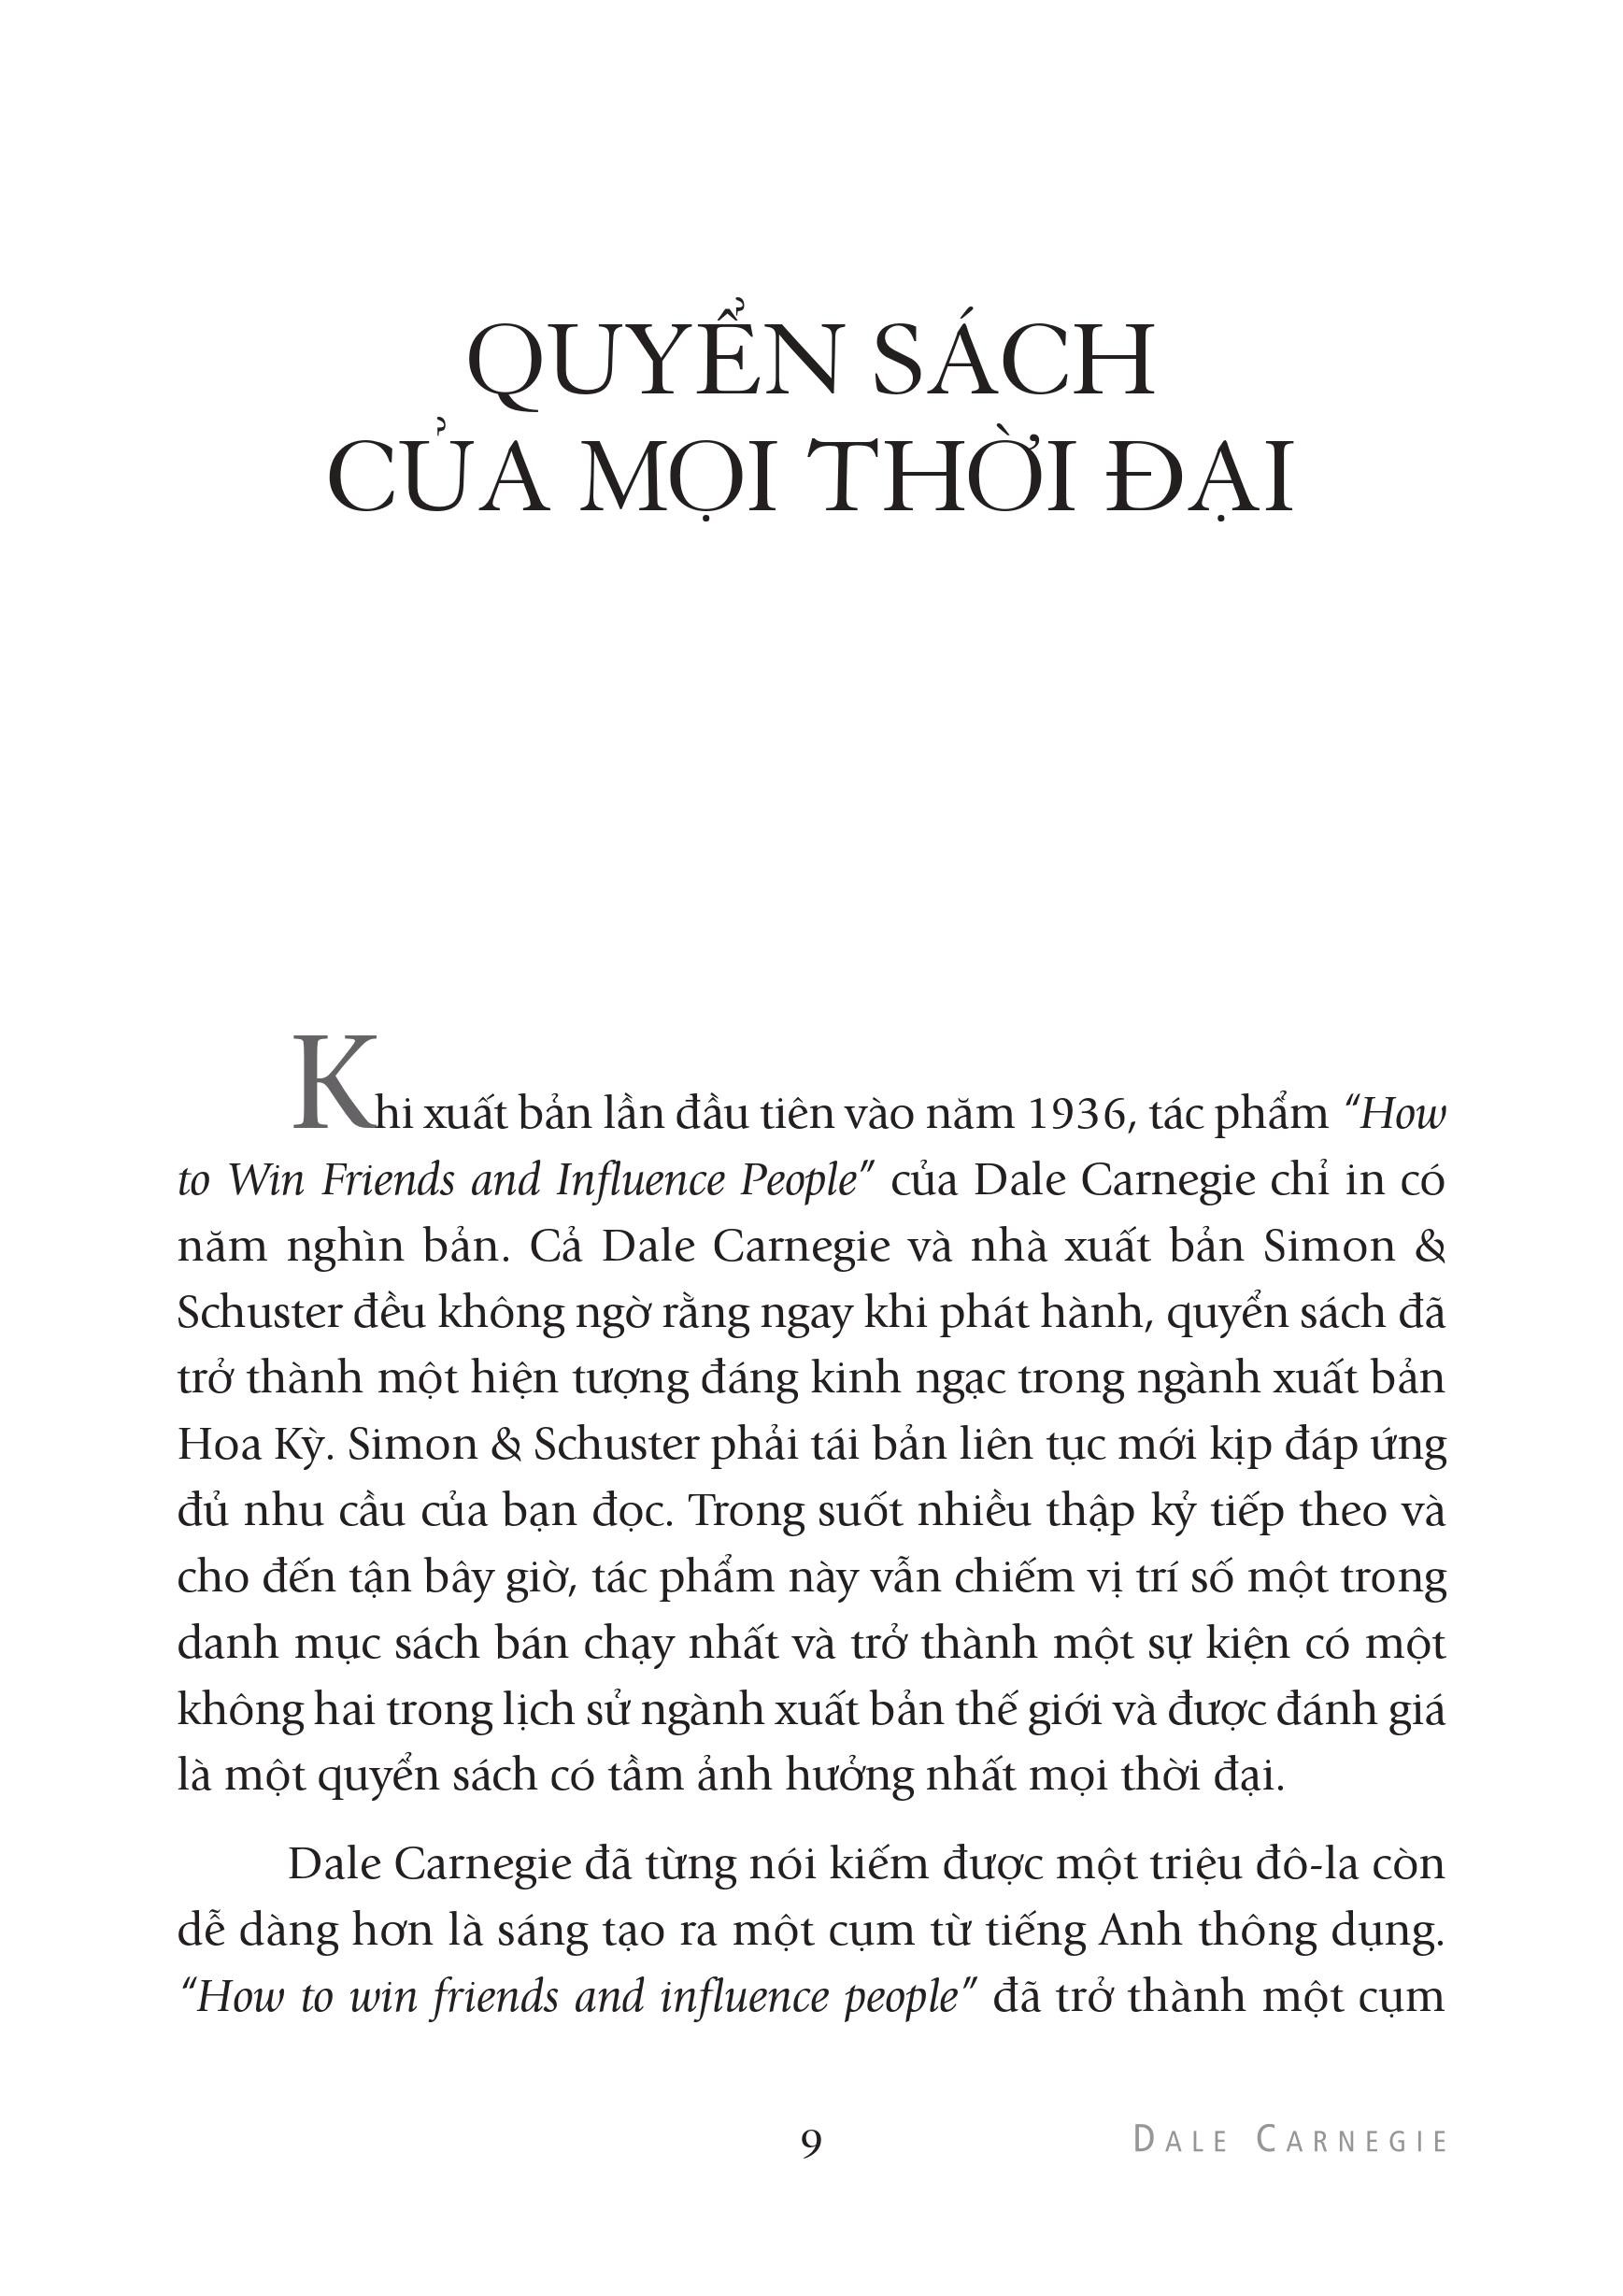 QUYỂN SÁCH
CỦA MỌI THỜI ĐẠI
Khi xuất bản lần đầu tiên vào năm 1936, tác phẩm “How
to Win Friends and Influence People” của Dale Carnegie chỉ in có
năm nghìn bản. Cả Dale Carnegie và nhà xuất bản Simon &
Schuster đều không ngờ rằng ngay khi phát hành, quyển sách đã
trở thành một hiện tượng đáng kinh ngạc trong ngành xuất bản
Hoa Kỳ. Simon & Schuster phải tái bản liên tục mới kịp đáp ứng
đủ nhu cầu của bạn đọc. Trong suốt nhiều thập kỷ tiếp theo và
cho đến tận bây giờ, tác phẩm này vẫn chiếm vị trí số một trong
danh mục sách bán chạy nhất và trở thành một sự kiện có một
không hai trong lịch sử ngành xuất bản thế giới và được đánh giá
là một quyển sách có tầm ảnh hưởng nhất mọi thời đại.
Dale Carnegie đã từng nói kiếm được một triệu đô-la còn
dễ dàng hơn là sáng tạo ra một cụm từ tiếng Anh thông dụng.
“How to win friends and influence people” đã trở thành một cụm
9
DALE CARNEGIE